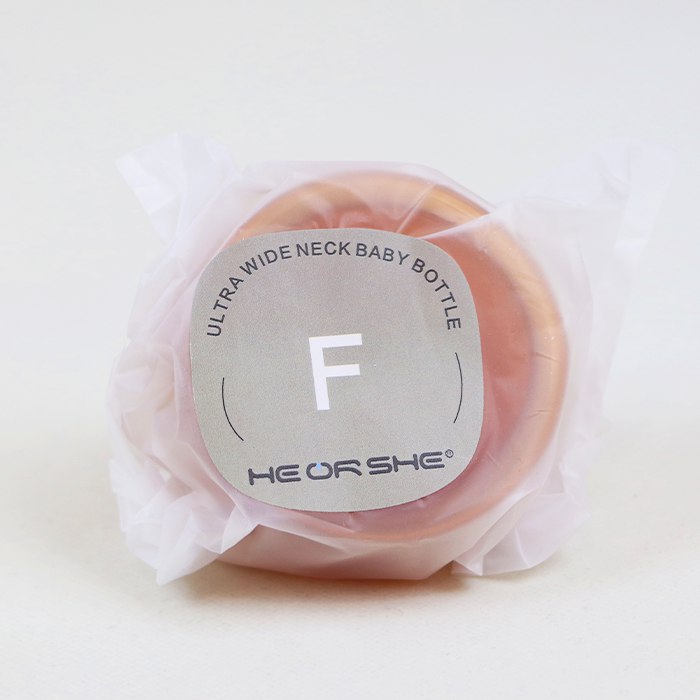 ULTRA WIDE NECK BABY BOTTLE
F
HE OR SHE®